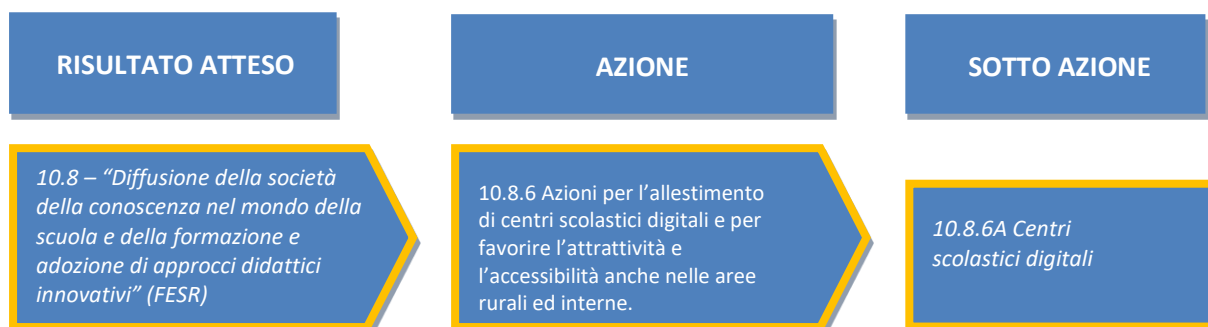 RISULTATO ATTESO
AZIONE
SOTTO AZIONE
10.8 – “Diffusione della società
della conoscenza nel mondo della
scuola e della formazione e
adozione di approcci didattici
innovativi” (FESR)
10.8.6 Azioni per l’allestimento
di centri scolastici digitali e per
favorire l’attrattività e
l’accessibilità anche nelle aree
rurali ed interne.
10.8.6A Centri
scolastici digitali